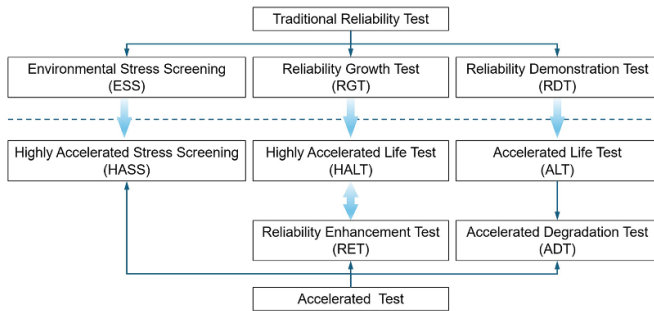 Traditional Reliability Test
Environmental Stress Screening
(ESS)
Reliability Growth Test
(RGT)
Reliability Demonstration Test
(RDT)
Highly Accelerated Stress Screening
(HASS)
Highly Accelerated Life Test
(HALT)
Accelerated Life Test
(ALT)
Reliability Enhancement Test
(RET)
Accelerated Degradation Test
(ADT)
Accelerated Test